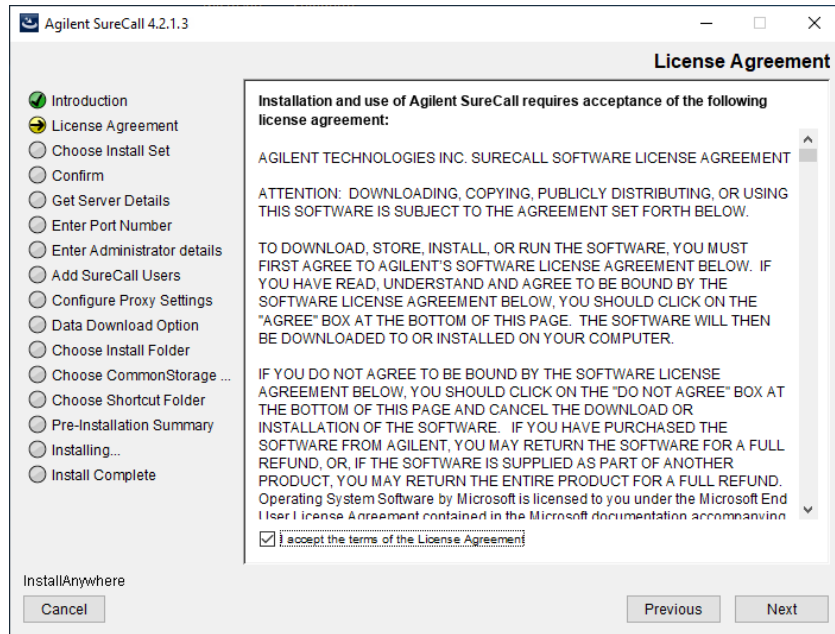 Agilent SureCall 4.2.1.3
License Agreement
Introduction
License Agreement
Choose Install Set
Confirm
Get Server Details
Enter Port Number
Enter Administrator details
Add SureCall Users
Configure Proxy Settings
Data Download Option
Choose Install Folder
Choose CommonStorage ...
Choose Shortcut Folder
Pre-Installation Summary
Installing...
Install Complete
Installation and use of Agilent SureCall requires acceptance of the following
license agreement:
AGILENT TECHNOLOGIES INC. SURECALL SOFTWARE LICENSE AGREEMENT
ATTENTION: DOWNLOADING, COPYING, PUBLICLY DISTRIBUTING, OR USING
THIS SOFTWARE IS SUBJECT TO THE AGREEMENT SET FORTH BELOW.
TO DOWNLOAD, STORE, INSTALL, OR RUN THE SOFTWARE, YOU MUST
FIRST AGREE TO AGILENT'S SOFTWARE LICENSE AGREEMENT BELOW. IF
YOU HAVE READ, UNDERSTAND AND AGREE TO BE BOUND BY THE
SOFTWARE LICENSE AGREEMENT BELOW, YOU SHOULD CLICK ON THE
"AGREE" BOX AT THE BOTTOM OF THIS PAGE. THE SOFTWARE WILL THEN
BE DOWNLOADED TO OR INSTALLED ON YOUR COMPUTER.
IF YOU DO NOT AGREE TO BE BOUND BY THE SOFTWARE LICENSE
AGREEMENT BELOW, YOU SHOULD CLICK ON THE "DO NOT AGREE" BOX AT
THE BOTTOM OF THIS PAGE AND CANCEL THE DOWNLOAD OR
INSTALLATION OF THE SOFTWARE. IF YOU HAVE PURCHASED THE
SOFTWARE FROM AGILENT, YOU MAY RETURN THE SOFTWARE FOR A FULL
REFUND, OR, IF THE SOFTWARE IS SUPPLIED AS PART OF ANOTHER
PRODUCT, YOU MAY RETURN THE ENTIRE PRODUCT FOR A FULL REFUND.
Operating System Software by Microsoft is licensed to you under the Microsoft End
User License Agreement contained in the Microsoft documentation accompanying
I accept the terms of the License Agreement
InstallAnywhere
Cancel
Previous
Next